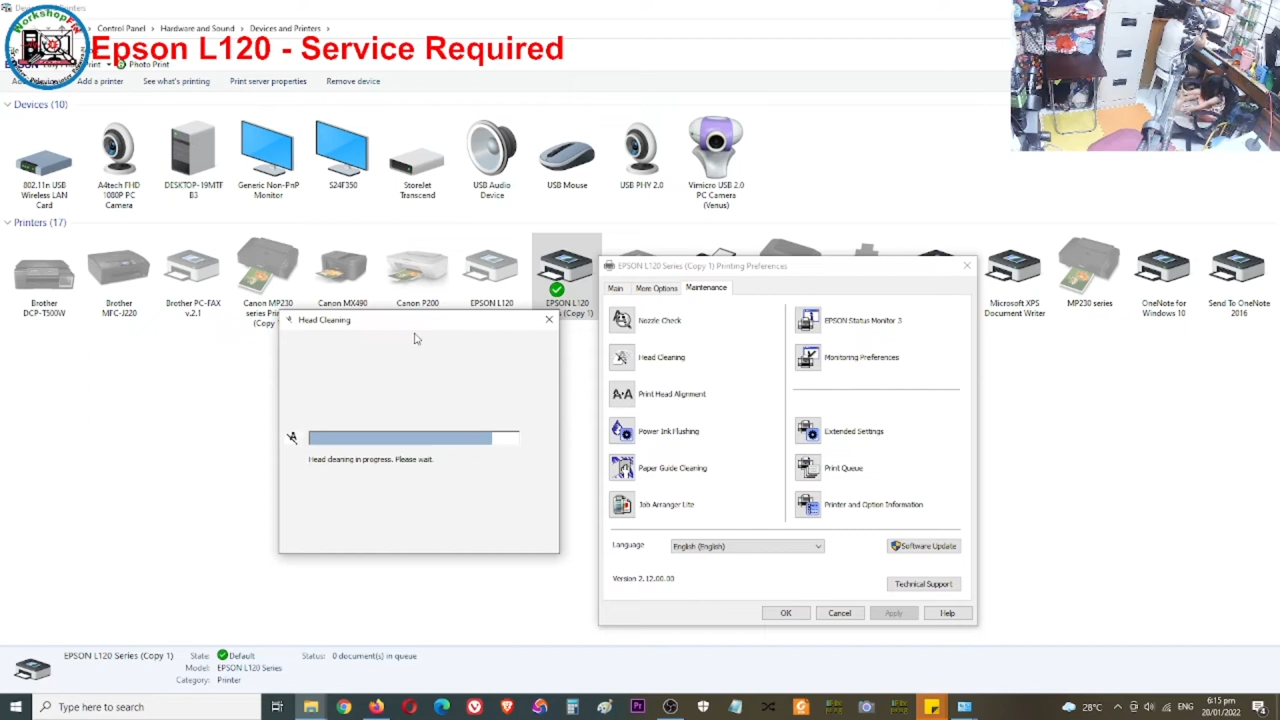 WorkshopFIN
Control Panel > Hardware and Sound > Devices and Printers >
Epson L120 - Service Required
Photo Print
Add a printer See what's printing Print server properties Remove device
Devices (10)
802.11n USB Wireless LAN Card
A4tech FHD 1080P PC Camera
DESKTOP-19MTFB3
Generic Non-PnP Monitor
S24F350
StoreJet Transcend
USB Audio Device
USB Mouse
USB PHY 2.0
Vimicro USB 2.0 PC Camera (Venus)
Printers (17)
Brother DCP-T500W
Brother MFC-J220
Brother PC-FAX v.2.1
Canon MP230 series Pri (Copy
Canon MX490
Canon P200
EPSON L120
EPSON L120 s (Copy 1)
Microsoft XPS Document Writer
MP230 series
OneNote for Windows 10
Send To OneNote 2016
EPSON L120 Series (Copy 1) Printing Preferences
Main More Options Maintenance
Nozzle Check
Head Cleaning
Print Head Alignment
Power Ink Flushing
Paper Guide Cleaning
Job Arranger Lite
EPSON Status Monitor 3
Monitoring Preferences
Extended Settings
Print Queue
Printer and Option Information
Language English (English) Software Update
Version 2.12.00.00
Technical Support
OK Cancel Apply Help
Head Cleaning
Head cleaning in progress. Please wait.
EPSON L120 Series (Copy 1) State: Default Status: 0 document(s) in queue
Model: EPSON L120 Series
Category: Printer
Type here to search
28°C ENG 6:15 pm
20/01/2022